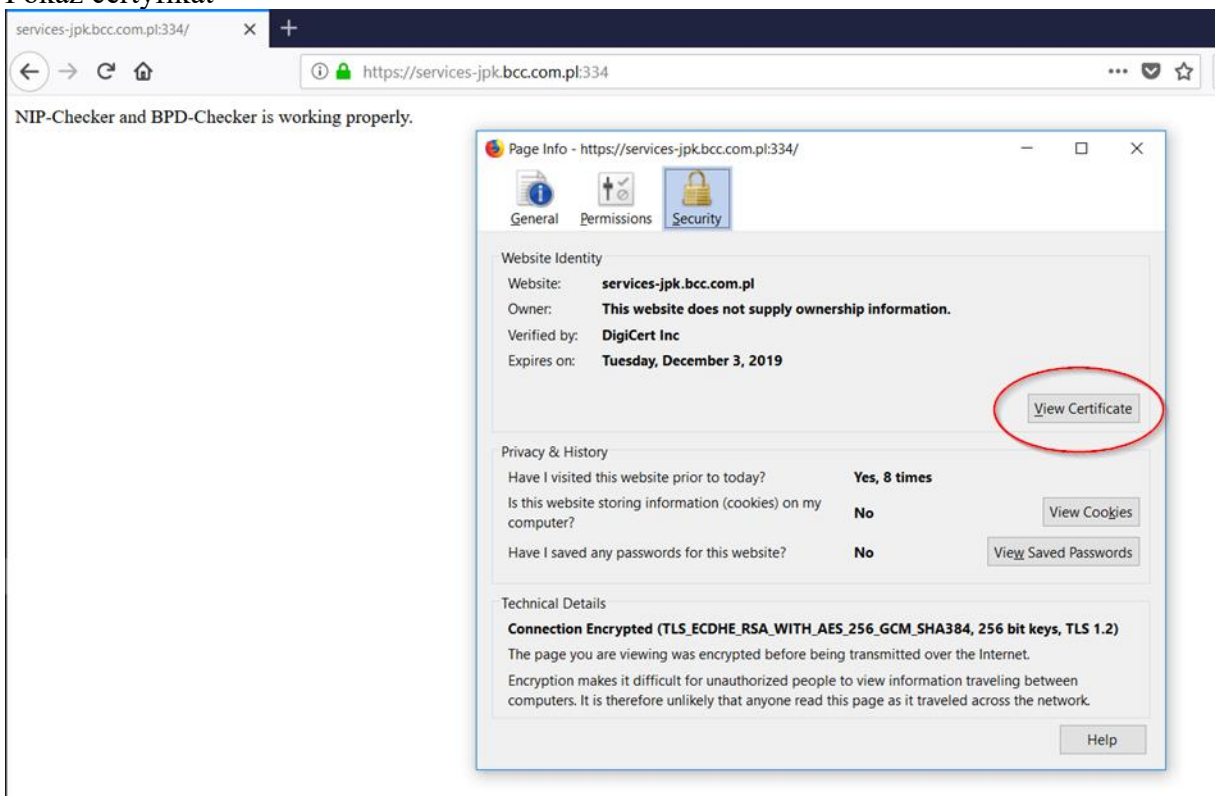 Pokaż certyfikat
services-jpk.bcc.com.pl:334/
https://services-jpk.bcc.com.pl:334
NIP-Checker and BPD-Checker is working properly.
Page Info - https://services-jpk.bcc.com.pl:334/
General Permissions Security
Website Identity
Website: services-jpk.bcc.com.pl
Owner: This website does not supply ownership information.
Verified by: DigiCert Inc
Expires on: Tuesday, December 3, 2019
View Certificate
Privacy & History
Have I visited this website prior to today? Yes, 8 times
Is this website storing information (cookies) on my
computer? No View Cookies
Have I saved any passwords for this website? No View Saved Passwords
Technical Details
Connection Encrypted (TLS_ECDHE_RSA_WITH_AES_256_GCM_SHA384, 256 bit keys, TLS 1.2)
The page you are viewing was encrypted before being transmitted over the Internet.
Encryption makes it difficult for unauthorized people to view information traveling between
computers. It is therefore unlikely that anyone read this page as it traveled across the network.
Help